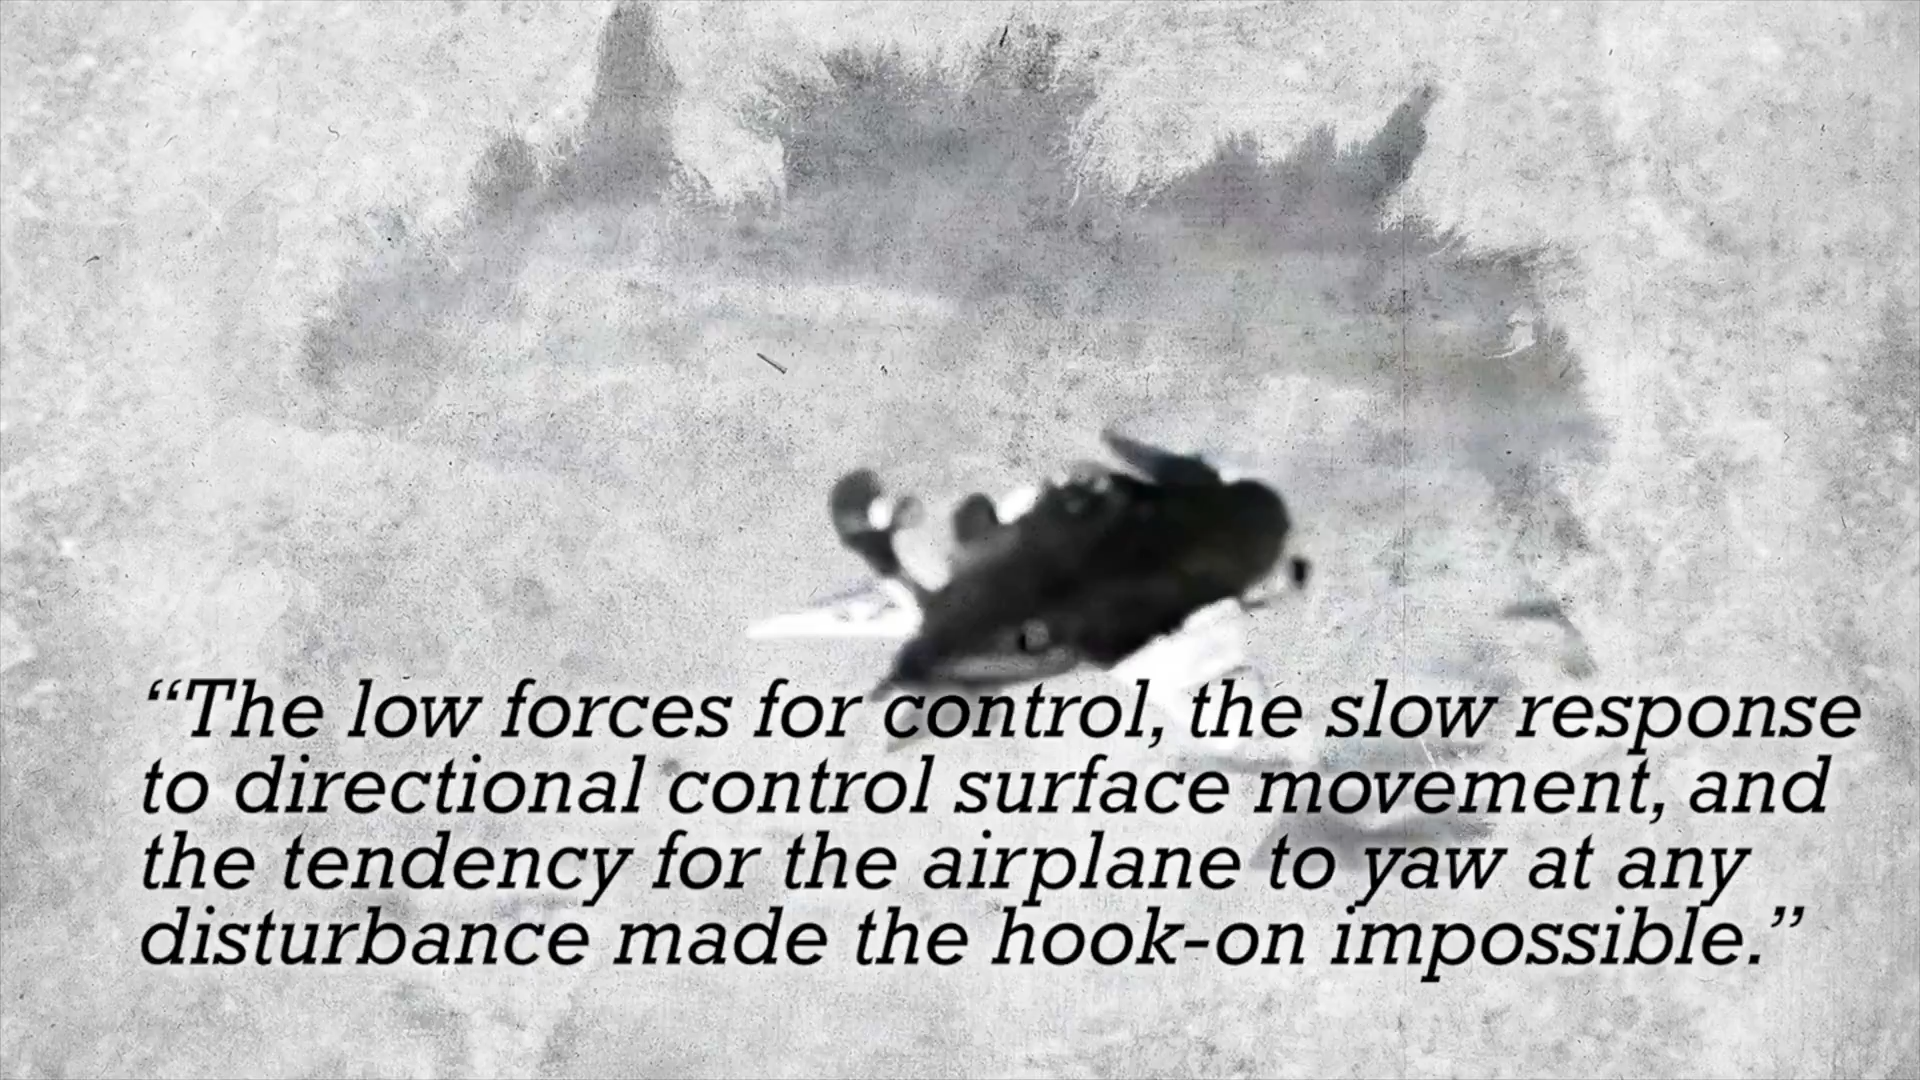 “The low forces for control, the slow response
to directional control surface movement, and
the tendency for the airplane to yaw at any
disturbance made the hook-on impossible.”